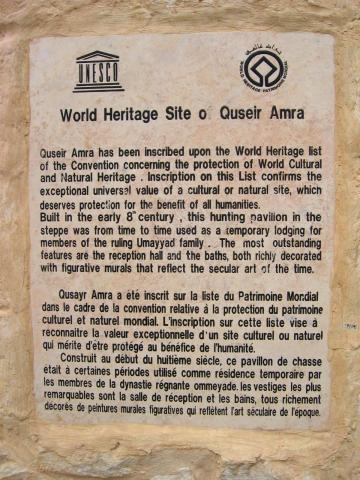 UNESCO
World Heritage Site o Quseir Amra
Quseir Amra has been inscribed upon the World Heritage list
of the Convention concerning the protection of World Cultural
and Natural Heritage . Inscription on this List confirms the
exceptional universal value of a cultural or natural site, which
deserves protection for the benefit of all humanities.
Built in the early 8th century , this hunting pavilion in the
steppe was from time to time used as a temporary lodging for
members of the ruling Umayyad family . The most outstanding
features are the reception hall and the baths, both richly decorated
with figurative murals that reflect the secular art of the time.
Qusayr Amra a été inscrit sur la liste du Patrimoine Mondial
dans le cadre de la convention relative à la protection du patrimoine
culturel et naturel mondial. L'inscription sur cette liste vise à
reconnaitre la valeur exceptionnelle d'un site culturel ou naturel
qui mérite d'être protégé au bénéfice de l'humanité.
Construit au début du huitième siècle, ce pavillon de chasse
était à certaines périodes utilisé comme résidence temporaire par
les membres de la dynastie régnante ommeyade. les vestiges les plus
remarquables sont la salle de réception et les bains, tous richement
décorés de peintures murales figuratives qui reflètent l'art séculaire de l'époque.